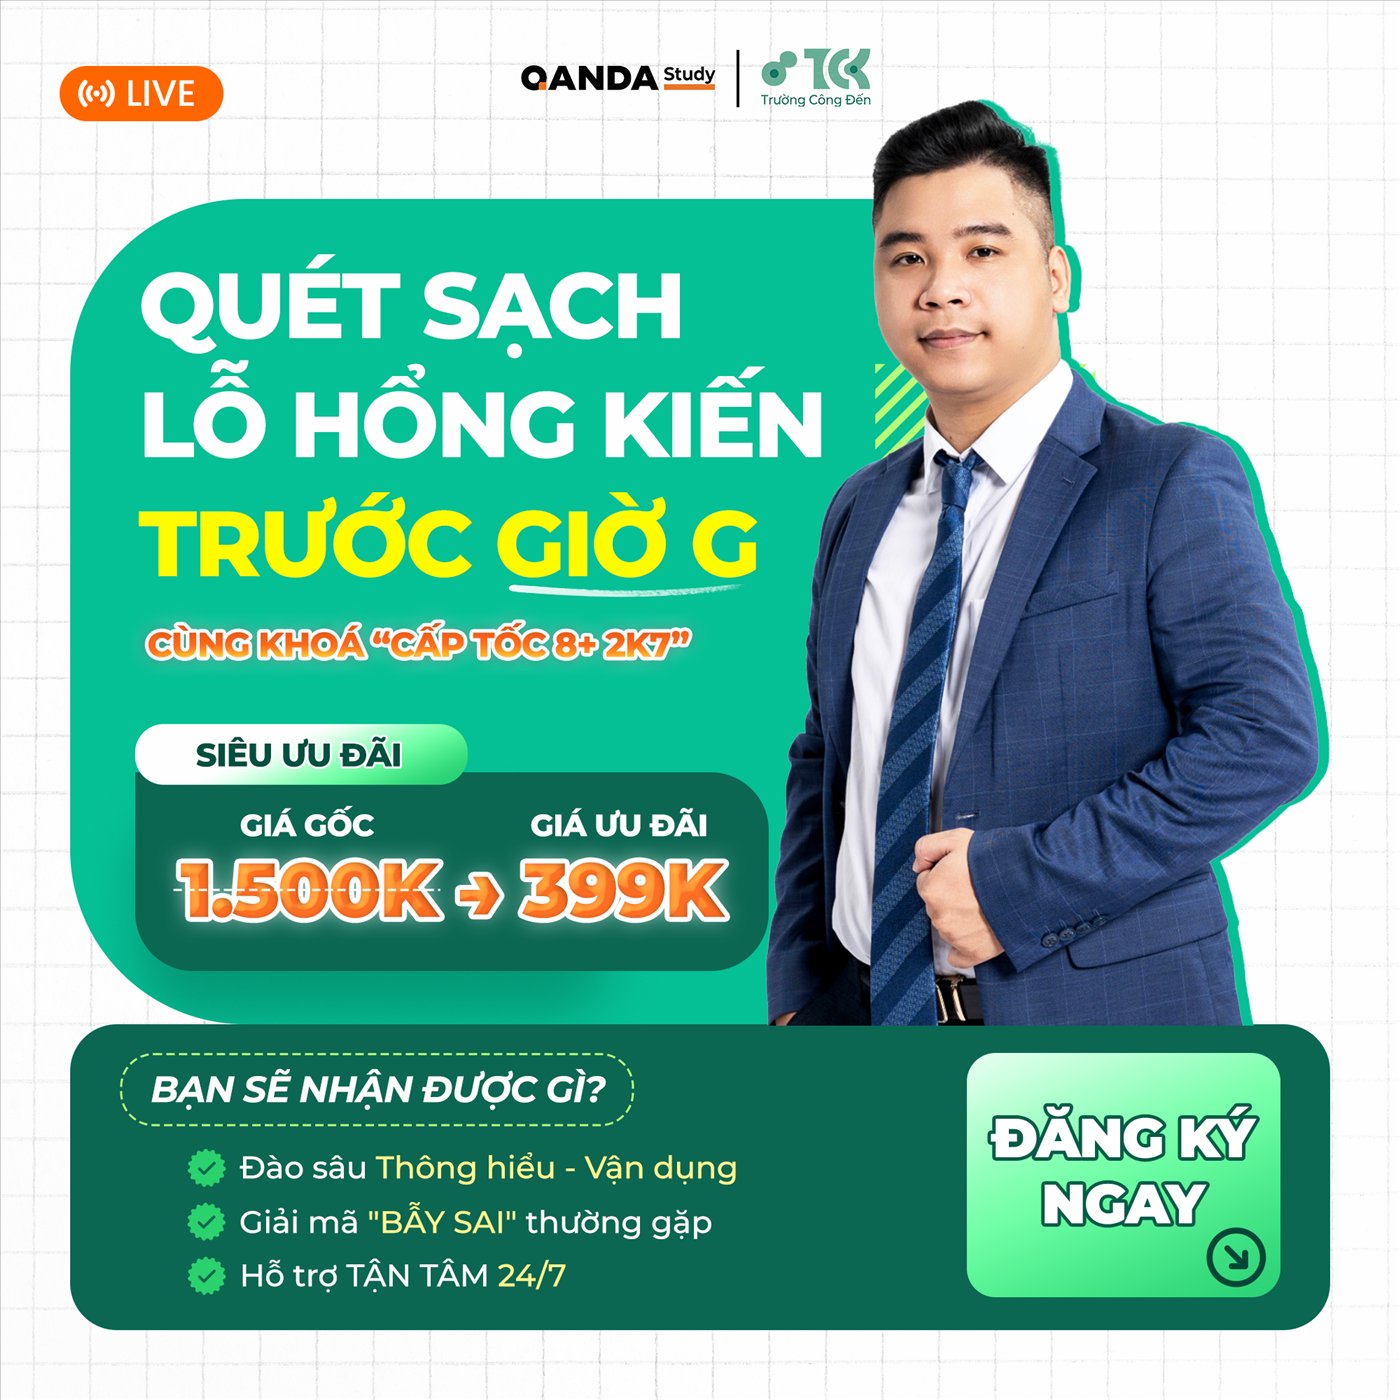 LIVE
QANDA Study
TCK
Trường Công Đến
QUÉT SẠCH
LỖ HỔNG KIẾN
TRƯỚC GIỜ G
CÙNG KHOÁ “CẤP TỐC 8+ 2K7”
SIÊU ƯU ĐÃI
GIÁ GỐC
GIÁ ƯU ĐÃI
1.500K → 399K
BẠN SẼ NHẬN ĐƯỢC GÌ?
Đào sâu Thông hiểu - Vận dụng
Giải mã "BẪY SAI" thường gặp
Hỗ trợ TẬN TÂM 24/7
ĐĂNG KÝ
NGAY